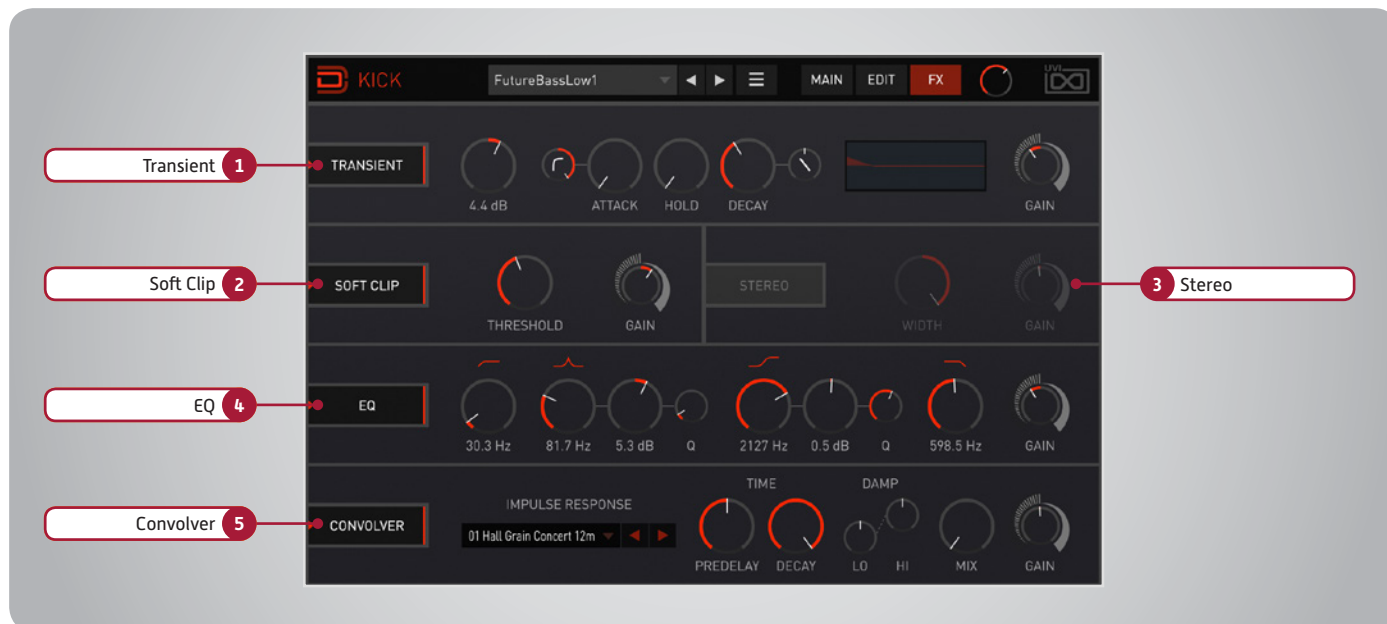 KICK FutureBassLow1 MAIN EDIT FX UVI
Transient 1
TRANSIENT
4.4 dB ATTACK HOLD DECAY GAIN
Soft Clip 2
SOFT CLIP
THRESHOLD GAIN
STEREO
WIDTH GAIN
3 Stereo
EQ 4
EQ
30.3 Hz 81.7 Hz 5.3 dB Q 2127 Hz 0.5 dB Q 598.5 Hz GAIN
Convolver 5
CONVOLVER
IMPULSE RESPONSE
01 Hall Grain Concert 12m
TIME DAMP
PREDELAY DECAY LO HI MIX GAIN